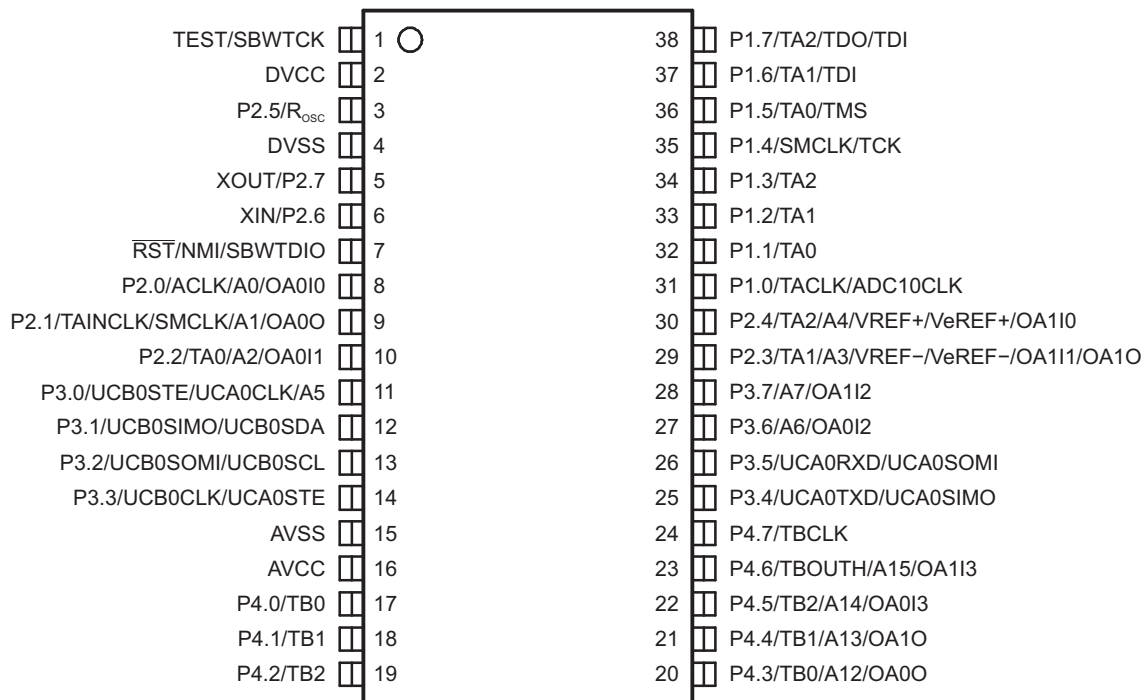 TEST/SBWTCK 1 38 P1.7/TA2/TDO/TDI
DVCC 2 37 P1.6/TA1/TDI
P2.5/ROSC 3 36 P1.5/TA0/TMS
DVSS 4 35 P1.4/SMCLK/TCK
XOUT/P2.7 5 34 P1.3/TA2
XIN/P2.6 6 33 P1.2/TA1
RST/NMI/SBWTDIO 7 32 P1.1/TA0
P2.0/ACLK/A0/OA0I0 8 31 P1.0/TACLK/ADC10CLK
P2.1/TAINCLK/SMCLK/A1/OA0O 9 30 P2.4/TA2/A4/VREF+/VeREF+/OA1I0
P2.2/TA0/A2/OA0I1 10 29 P2.3/TA1/A3/VREF−/VeREF−/OA1I1/OA1O
P3.0/UCB0STE/UCA0CLK/A5 11 28 P3.7/A7/OA1I2
P3.1/UCB0SIMO/UCB0SDA 12 27 P3.6/A6/OA0I2
P3.2/UCB0SOMI/UCB0SCL 13 26 P3.5/UCA0RXD/UCA0SOMI
P3.3/UCB0CLK/UCA0STE 14 25 P3.4/UCA0TXD/UCA0SIMO
AVSS 15 24 P4.7/TBCLK
AVCC 16 23 P4.6/TBOUTH/A15/OA1I3
P4.0/TB0 17 22 P4.5/TB2/A14/OA0I3
P4.1/TB1 18 21 P4.4/TB1/A13/OA1O
P4.2/TB2 19 20 P4.3/TB0/A12/OA0O